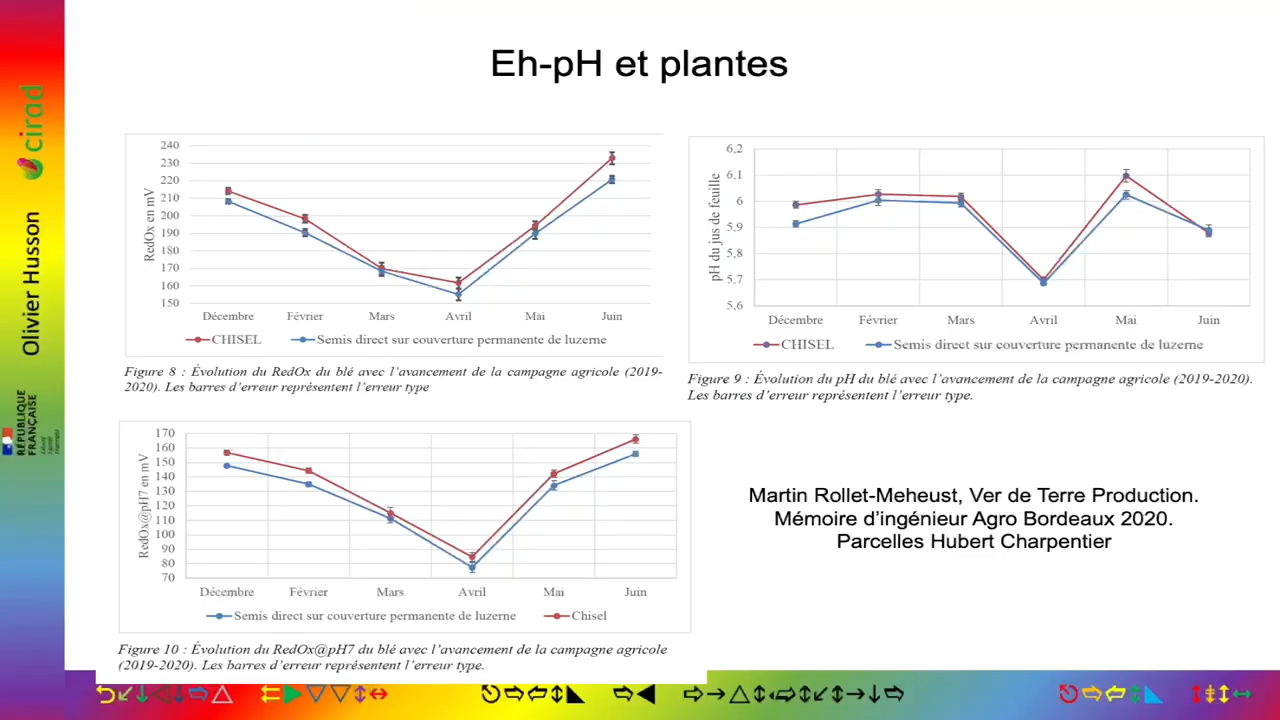 Eh-pH et plantes
cirad
Olivier Husson
RÉPUBLIQUE
FRANÇAISE
240
230
220
210
200
190
180
170
160
150
RedOx en mV
Décembre Février Mars Avril Mai Juin
CHISEL Semis direct sur couverture permanente de luzerne
Figure 8 : Évolution du RedOx du blé avec l'avancement de la campagne agricole (2019-
2020). Les barres d'erreur représentent l'erreur type
6,2
6,1
6
5,9
5,8
5,7
5,6
pH du jus de feuille
Décembre Février Mars Avril Mai Juin
CHISEL Semis direct sur couverture permanente de luzerne
Figure 9 : Évolution du pH du blé avec l'avancement de la campagne agricole (2019-2020).
Les barres d'erreur représentent l'erreur type.
170
160
150
140
130
120
110
100
90
80
70
RedOx@pH7 en mV
Décembre Février Mars Avril Mai Juin
Semis direct sur couverture permanente de luzerne Chisel
Figure 10 : Évolution du RedOx@pH7 du blé avec l'avancement de la campagne agricole
(2019-2020). Les barres d'erreur représentent l'erreur type.
Martin Rollet-Meheust, Ver de Terre Production.
Mémoire d'ingénieur Agro Bordeaux 2020.
Parcelles Hubert Charpentier